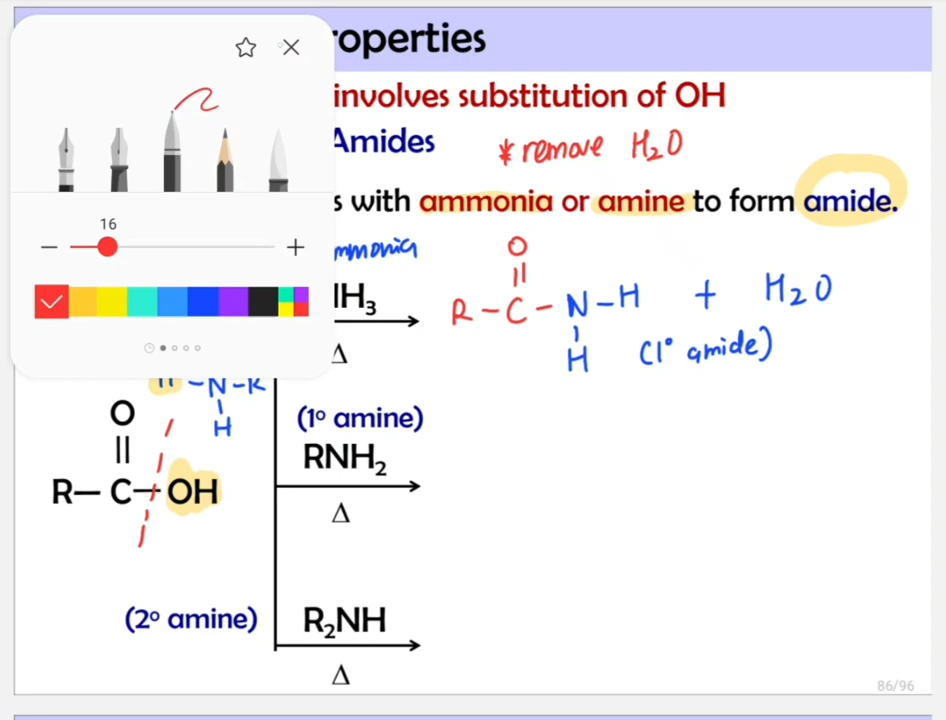 roperties
involves substitution of OH
Amides
* remove H₂O
s with ammonia or amine to form amide.
16
mmonia
H₃
Δ
O
||
R – C – N – H + H₂O
H (1° amide)
– N – R
H
O
||
R– C – OH
(1° amine)
RNH₂
Δ
(2° amine)
R₂NH
Δ
86/96